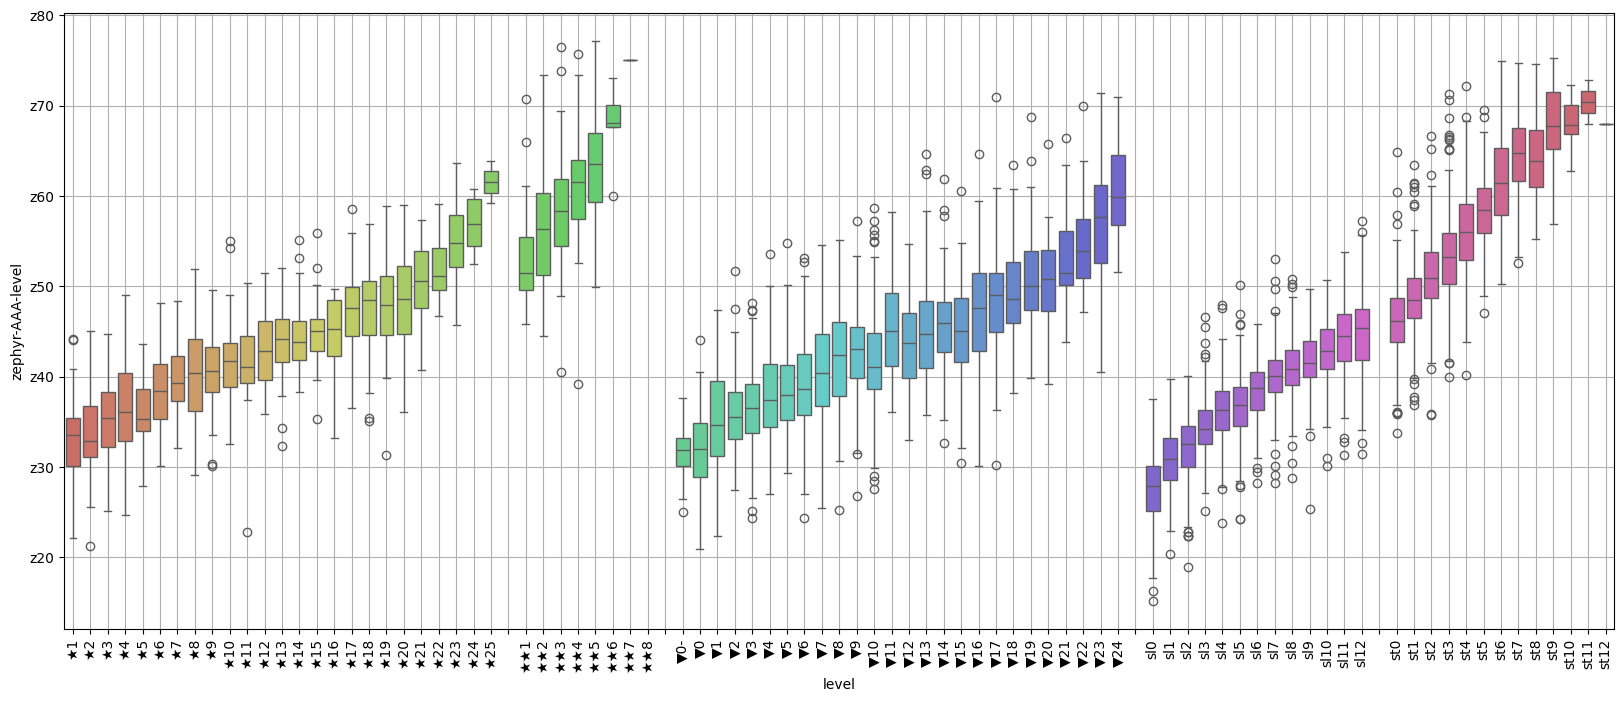 z80
z70
z60
z50
z40
z30
z20
zephyr-AAA-level
★1
★2
★3
★4
★5
★6
★7
★8
★9
★10
★11
★12
★13
★14
★15
★16
★17
★18
★19
★20
★21
★22
★23
★24
★25
★★1
★★2
★★3
★★4
★★5
★★6
★★7
★★8
▼0
▼0
▼1
▼2
▼3
▼4
▼5
▼6
▼7
▼8
▼9
▼10
▼11
▼12
▼13
▼14
▼15
▼16
▼17
▼18
▼19
▼20
▼21
▼22
▼23
▼24
sl0
sl1
sl2
sl3
sl4
sl5
sl6
sl7
sl8
sl9
sl10
sl11
sl12
st0
st1
st2
st3
st4
st5
st6
st7
st8
st9
st10
st11
st12
level